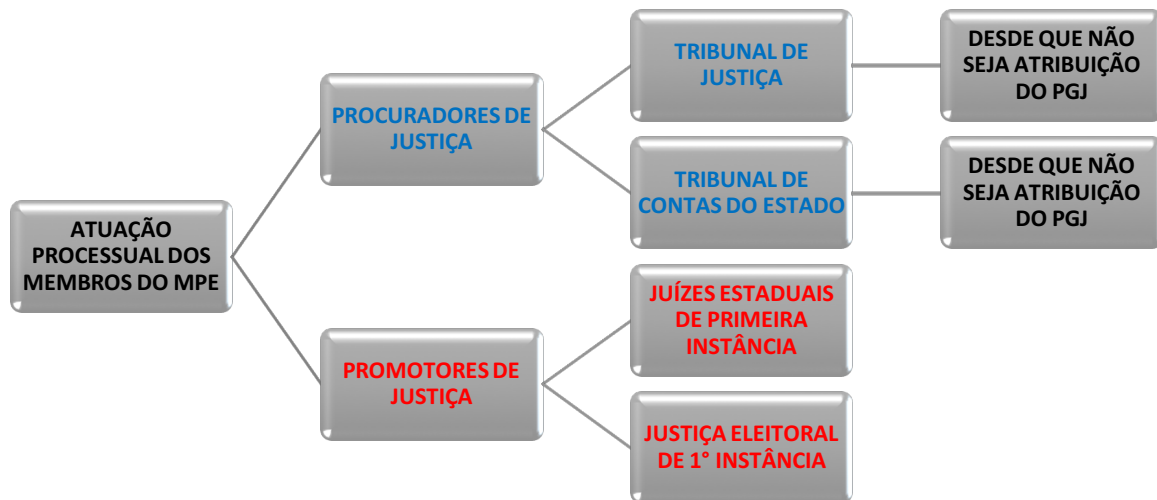 ATUAÇÃO
PROCESSUAL DOS
MEMBROS DO MPE
PROCURADORES DE
JUSTIÇA
TRIBUNAL DE
JUSTIÇA
DESDE QUE NÃO
SEJA ATRIBUIÇÃO
DO PGJ
TRIBUNAL DE
CONTAS DO ESTADO
DESDE QUE NÃO
SEJA ATRIBUIÇÃO
DO PGJ
PROMOTORES DE
JUSTIÇA
JUÍZES ESTADUAIS
DE PRIMEIRA
INSTÂNCIA
JUSTIÇA ELEITORAL
DE 1° INSTÂNCIA